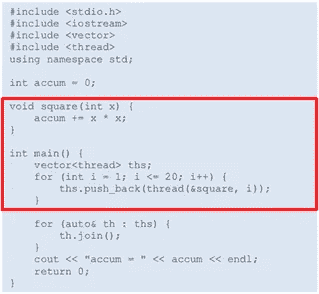 #include <stdio.h>
#include <iostream>
#include <vector>
#include <thread>
using namespace std;
int accum = 0;
void square(int x) {
accum += x * x;
}
int main() {
vector<thread> ths;
for (int i = 1; i <= 20; i++) {
ths.push_back(thread(&square, i));
}
for (auto& th : ths) {
th.join();
}
cout << "accum = " << accum << endl;
return 0;
}